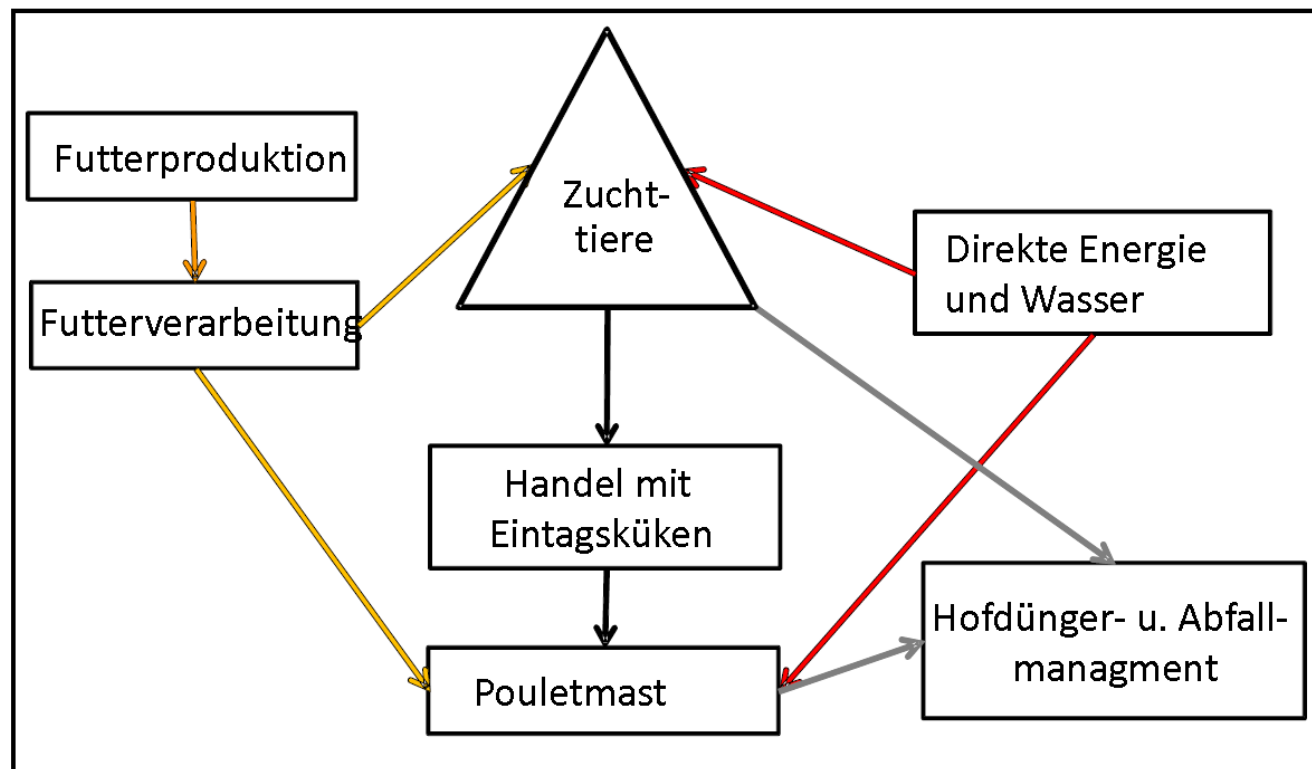 Futterproduktion
Zucht-
tiere
Direkte Energie
und Wasser
Futterverarbeitung
Handel mit
Eintagsküken
Hofdünger- u. Abfall-
managment
Pouletmast